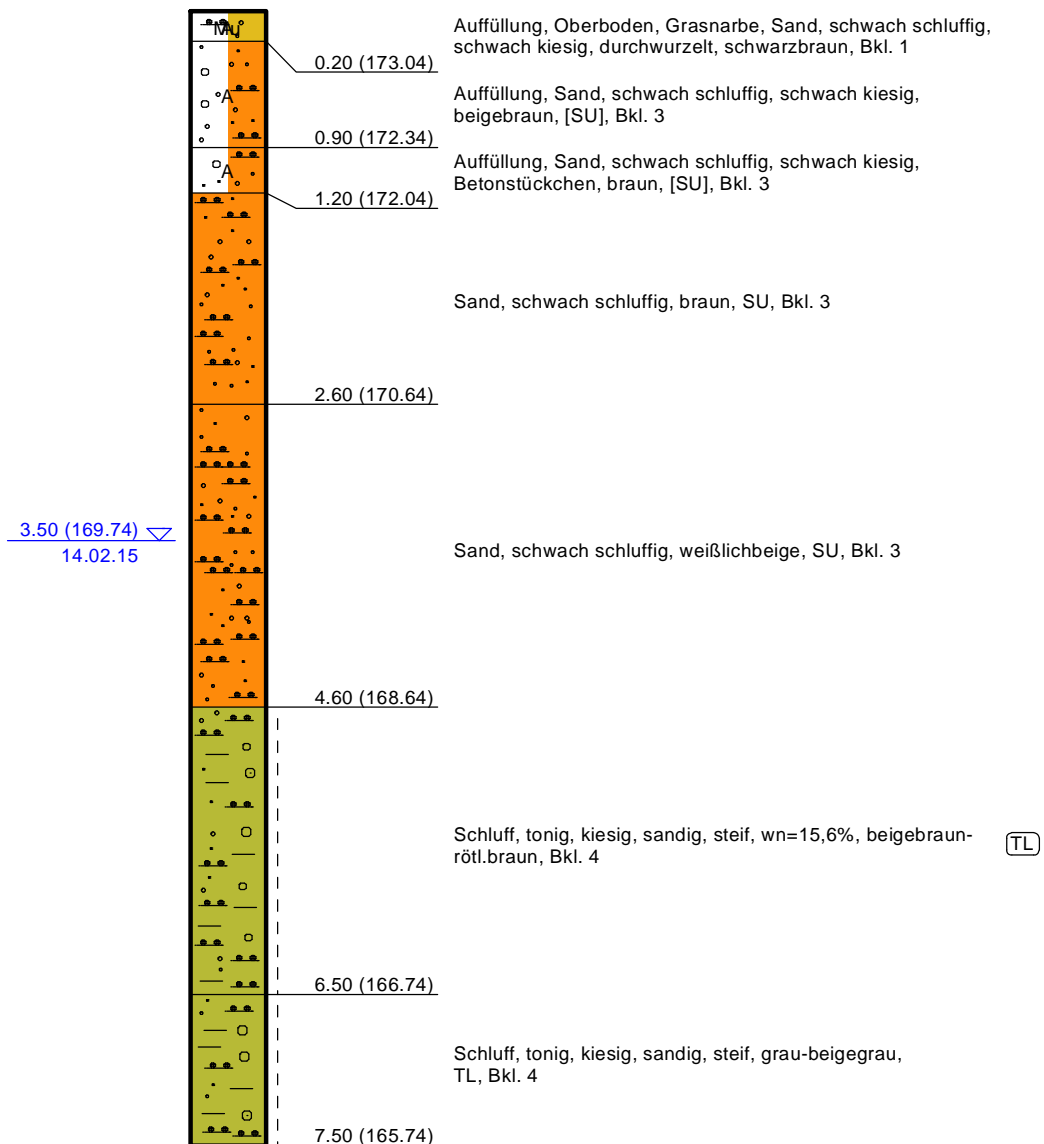 Mu
Auffüllung, Oberboden, Grasnarbe, Sand, schwach schluffig,
schwach kiesig, durchwurzelt, schwarzbraun, Bkl. 1
0.20 (173.04)
A
Auffüllung, Sand, schwach schluffig, schwach kiesig,
beigebraun, [SU], Bkl. 3
0.90 (172.34)
A
Auffüllung, Sand, schwach schluffig, schwach kiesig,
Betonstückchen, braun, [SU], Bkl. 3
1.20 (172.04)
Sand, schwach schluffig, braun, SU, Bkl. 3
2.60 (170.64)
3.50 (169.74)
14.02.15
Sand, schwach schluffig, weißlichbeige, SU, Bkl. 3
4.60 (168.64)
Schluff, tonig, kiesig, sandig, steif, wn=15,6%, beigebraun-
rötl.braun, Bkl. 4
TL
6.50 (166.74)
Schluff, tonig, kiesig, sandig, steif, grau-beigegrau,
TL, Bkl. 4
7.50 (165.74)